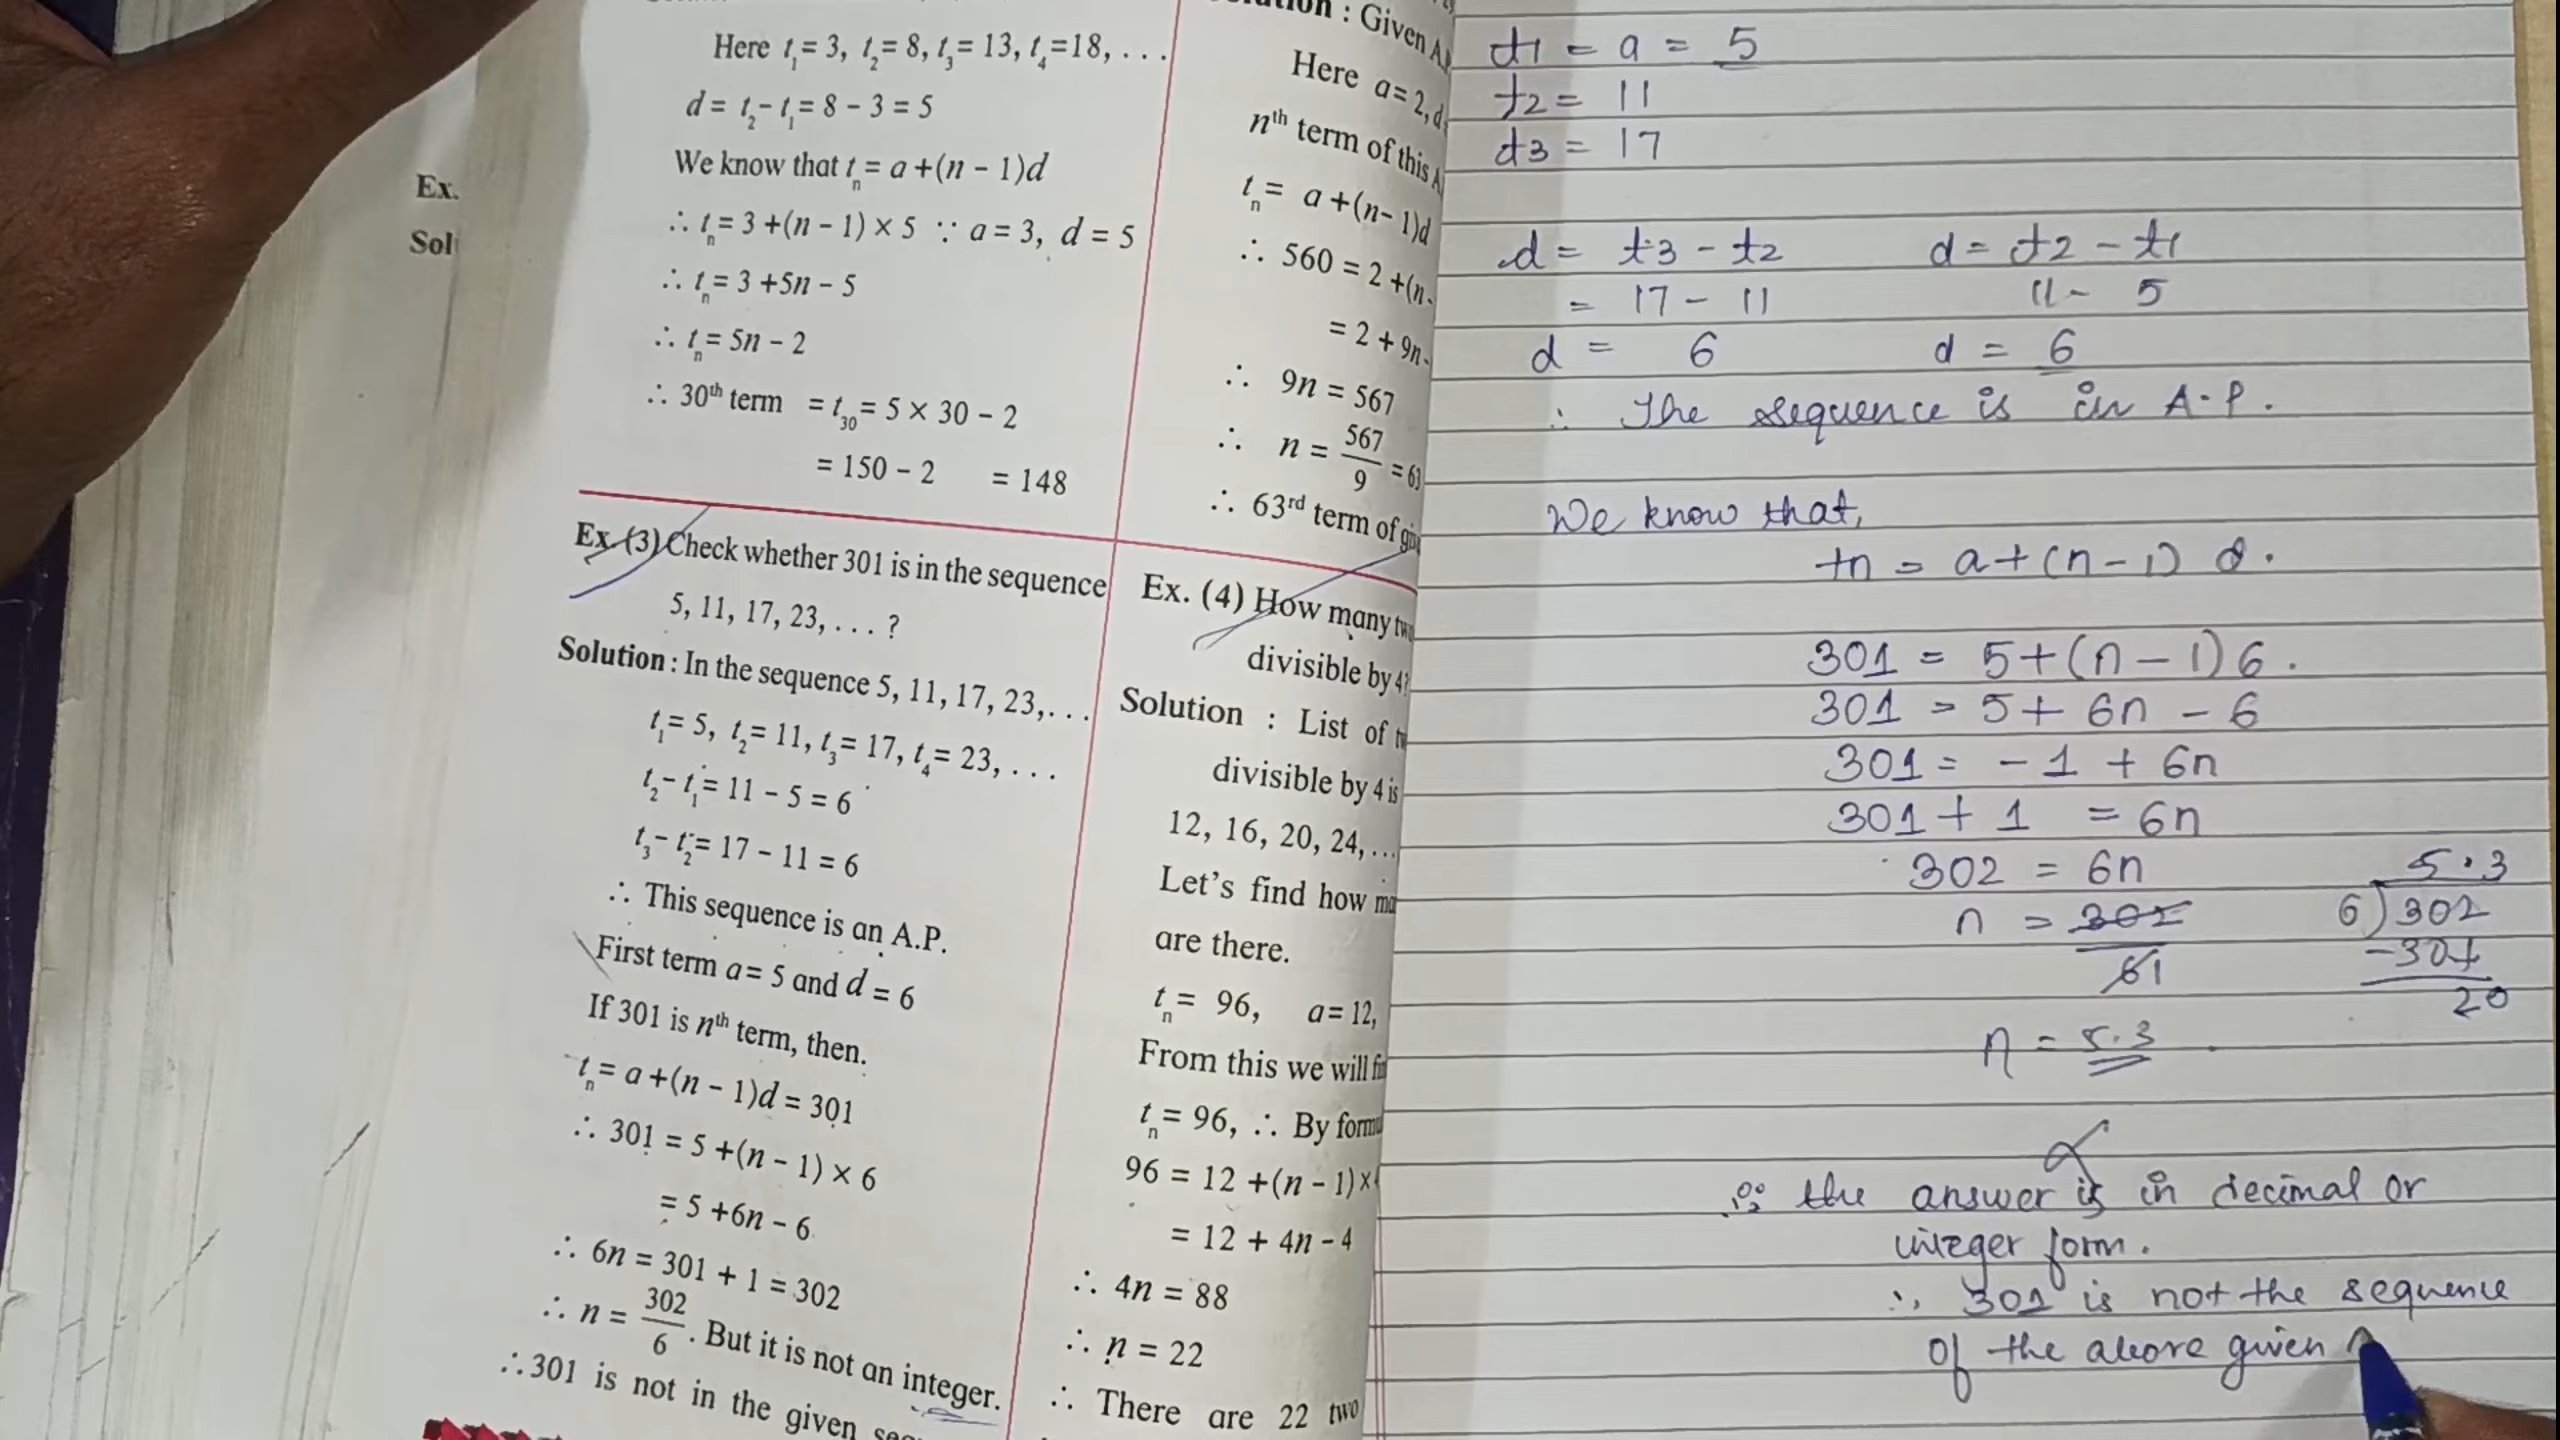 Here t₁ = 3, t₂ = 8, t₃ = 13, t₄ =18, . . .
d = t₂ – t₁ = 8 – 3 = 5
We know that tₙ = a +(n – 1)d
∴ tₙ = 3 +(n – 1) × 5 ∵ a = 3, d = 5
∴ tₙ = 3 +5n – 5
∴ tₙ = 5n – 2
∴ 30th term = t₃₀ = 5 × 30 – 2
= 150 – 2 = 148
Ex.
Ex. (3) Check whether 301 is in the sequence
5, 11, 17, 23, . . . ?
Solution : In the sequence 5, 11, 17, 23,. . .
t₁ = 5, t₂ = 11, t₃ = 17, t₄ = 23, . . .
t₂ – t₁ = 11 – 5 = 6
t₃ – t₂ = 17 – 11 = 6
∴ This sequence is an A.P.
First term a = 5 and d = 6
If 301 is nth term, then.
tₙ = a +(n – 1)d = 301
∴ 301 = 5 +(n – 1) × 6
= 5 +6n – 6
∴ 6n = 301 + 1 = 302
∴ n = 302/6 . But it is not an integer.
∴301 is not in the given
: Given
Here a = 2, d
nth term of this
tₙ = a +(n– 1)d
∴ 560 = 2 +(n-
= 2 + 9n-
∴ 9n = 567
∴ n = 567/9 = 63
∴ 63rd term of
Ex. (4) How many
divisible by 4?
Solution : List of
divisible by 4 is
12, 16, 20, 24,…
Let's find how
are there.
tₙ = 96, a = 12,
From this we will
tₙ = 96, ∴ By
96 = 12 +(n – 1)×
= 12 + 4n – 4
∴ 4n = 88
∴ n = 22
∴ There are 22 two
t1 = a = 5
t2 = 11
t3 = 17
d = t3 – t2 d = t2 – t1
= 17 – 11 11 – 5
d = 6 d = 6
∴ The sequence is in A.P.
We know that,
tn = a+(n–1) d.
301 = 5+(n–1)6.
301 = 5+ 6n – 6
301 = –1 + 6n
301 + 1 = 6n
302 = 6n 5.3
n = 302 6)302
61 –301
20
n = 5.3
∴ the answer is in decimal or
integer form.
∴ 301 is not the sequence
of the above given